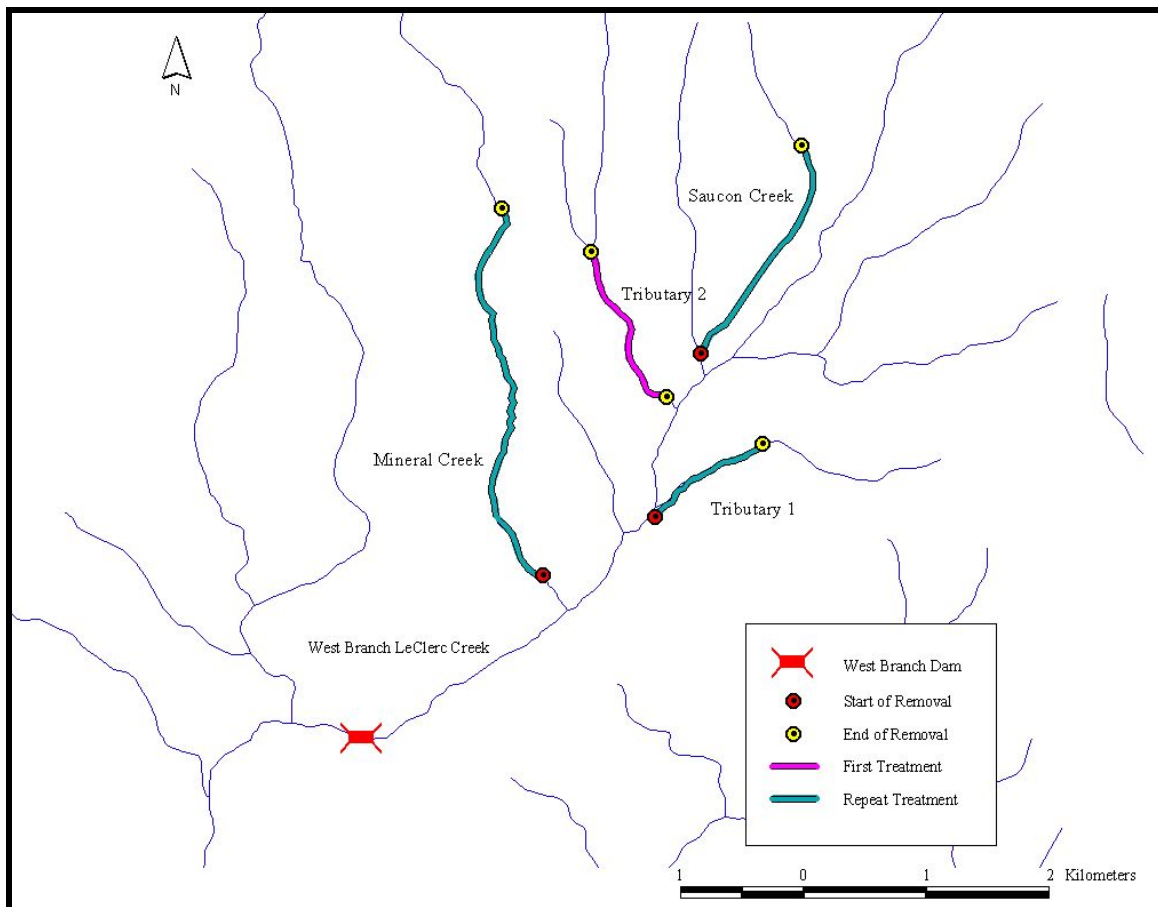 N
Saucon Creek
Tributary 2
Mineral Creek
Tributary 1
West Branch LeClerc Creek
West Branch Dam
Start of Removal
End of Removal
First Treatment
Repeat Treatment
1 0 1 2 Kilometers